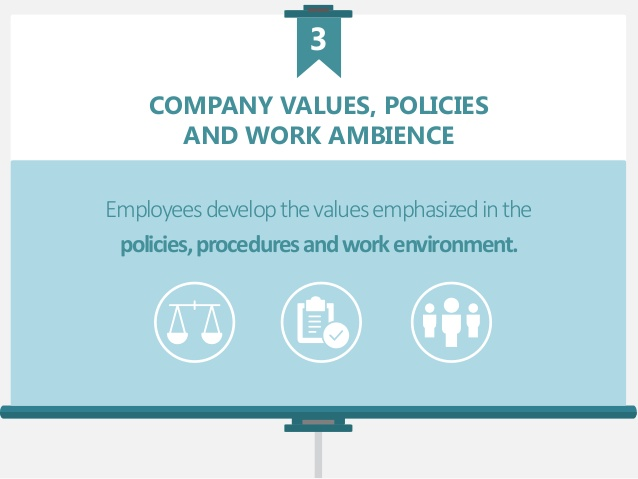 3
COMPANY VALUES, POLICIES
AND WORK AMBIENCE
Employees develop the values emphasized in the
policies, procedures and work environment.